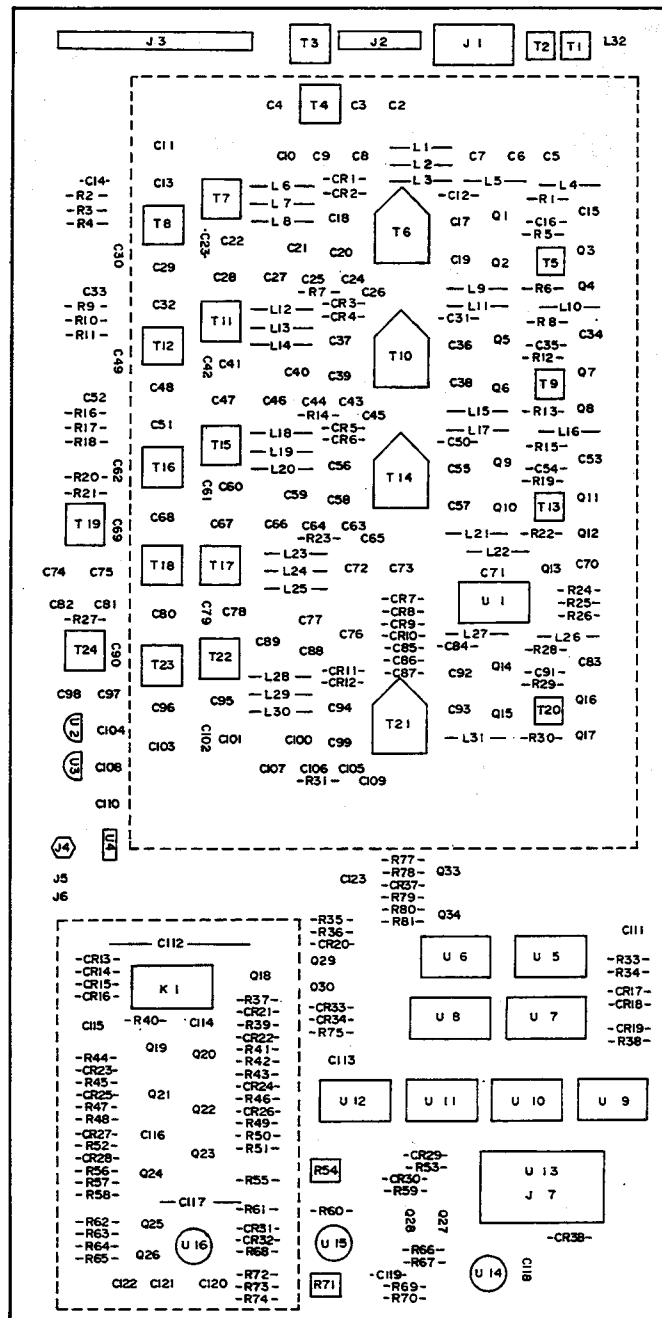 J3 T3 J2 J1 T2 T1 L32
C4 T4 C3 C2
C11 L1
C10 C9 C8 L2 C7 C6 C5
C14 C13 L6 CR1 L3 L5 L4
R2 T7 L7 CR2 C12 R1
R3 L8 C18 T6 C17 Q1 C16 C15
R4 T8 R5
C30 C23 C22 C21 C20 C19 Q2 T5 Q3
C29 C28 C27 C25 C24
C33 R7 C26 L9 R6 Q4
R9 C32 T11 L12 CR3 L11 L10
R10 L13 CR4 C31 R8
R11 T12 L14 C37 T10 C36 Q5 C35 C34
C49 C42 C41 C40 C39 R12
C48 C38 Q6 T9 Q7
C52 C47 C46 C44 C43
R16 C51 R14 C45 L15 R13 Q8
R17 T15 L18 CR5 L17 L16
R18 L19 CR6 C50 R15
C62 T16 L20 C56 T14 C55 Q9 C54 C53
R20 R19
R21 C61 C60 C59 C58 C57 Q10 T13 Q11
T19 C69 C68 C67 C66 C64 C63
R23 C65 L21 R22 Q12
L23 L22
C74 C75 T18 T17 L24 C72 C73 C71 Q13 C70
L25 U1 R24
C82 C81 C80 C79 C78 CR7 R25
R27 C77 CR8 R26
C76 CR9
T24 C90 T23 T22 C89 C88 CR10 L27 L26
C85 C84 R28
C86 Q14 C83
L28 CR11 C87 C92 C91
C98 C97 L29 CR12 R29
C96 C95 L30 C94 T21 C93 Q15 T20 Q16
U2 C104 C103 C102 C101 C100 C99 L31 R30 Q17
U3 C108 C107 C106 C105
R31 C109
C110
J4 U4
J5 C123 R77
R78 Q33
J6 CR37
R79
R80 Q34
R35 R81
R36 C111
C112 CR20
CR13 Q29 U6 U5 R33
CR14 R34
CR15 K1 Q18
CR16 R37 Q30 CR17
CR21 CR33 U8 U7 CR18
C115 R40 C114 R39 CR34
CR22 R75 CR19
R44 Q19 Q20 R41 R38
CR23 R42 C113
R45 R43
CR25 Q21 CR24
R47 Q22 R46 U12 U11 U10 U9
R48 CR26
R49
CR27 C116 R50
R52 R51
CR28 Q23 CR29
R56 R53
R57 Q24 R55 R54 CR30 U13
R58 R59 J7
C117 R61 R60
R62 Q25 CR31 Q28 Q27
R63 CR32 CR38
R64 U16 R68 U15 R66
R65 Q26 R67
R72 C119 U14 C118
C122 C121 C120 R73 R71 R69
R74 R70